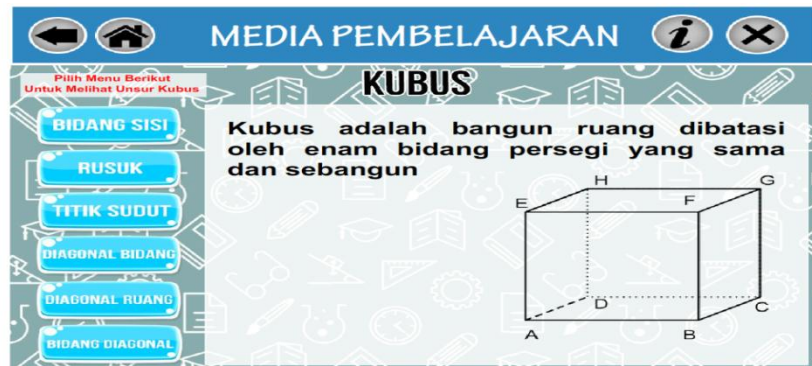 MEDIA PEMBELAJARAN
i
Pilih Menu Berikut
Untuk Melihat Unsur Kubus
KUBUS
BIDANG SISI
RUSUK
TITIK SUDUT
DIAGONAL BIDANG
DIAGONAL RUANG
BIDANG DIAGONAL
Kubus adalah bangun ruang dibatasi
oleh enam bidang persegi yang sama
dan sebangun
H G
E F
D C
A B